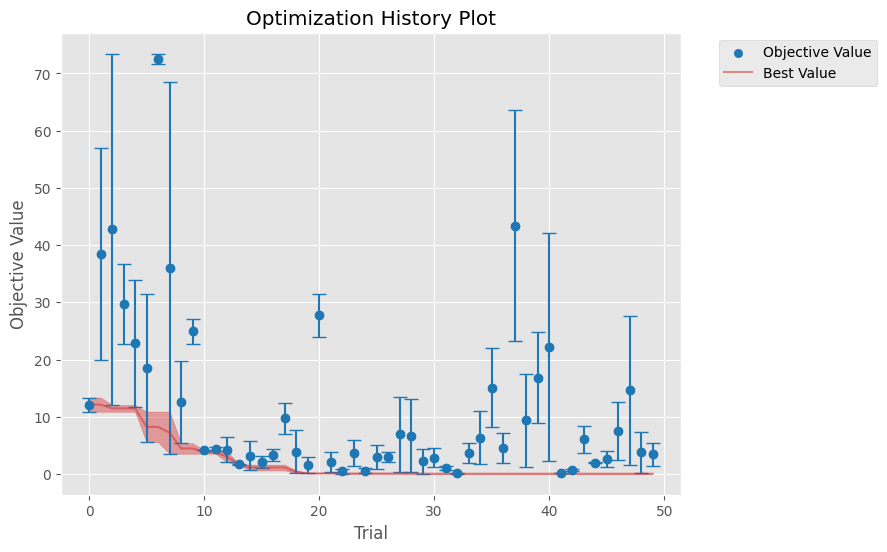 Optimization History Plot
Objective Value
Best Value
Objective Value
70
60
50
40
30
20
10
0
0 10 20 30 40 50
Trial